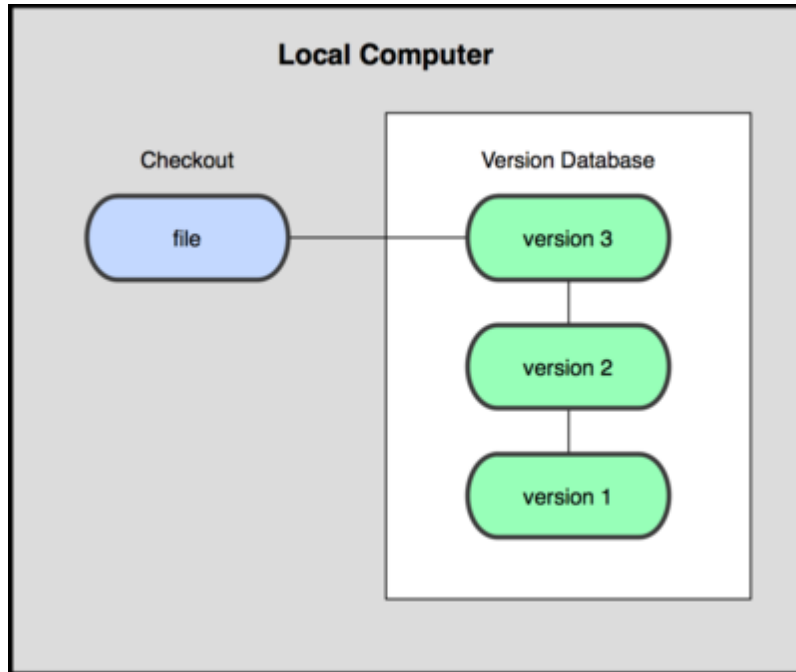 Local Computer
Checkout
Version Database
file
version 3
version 2
version 1